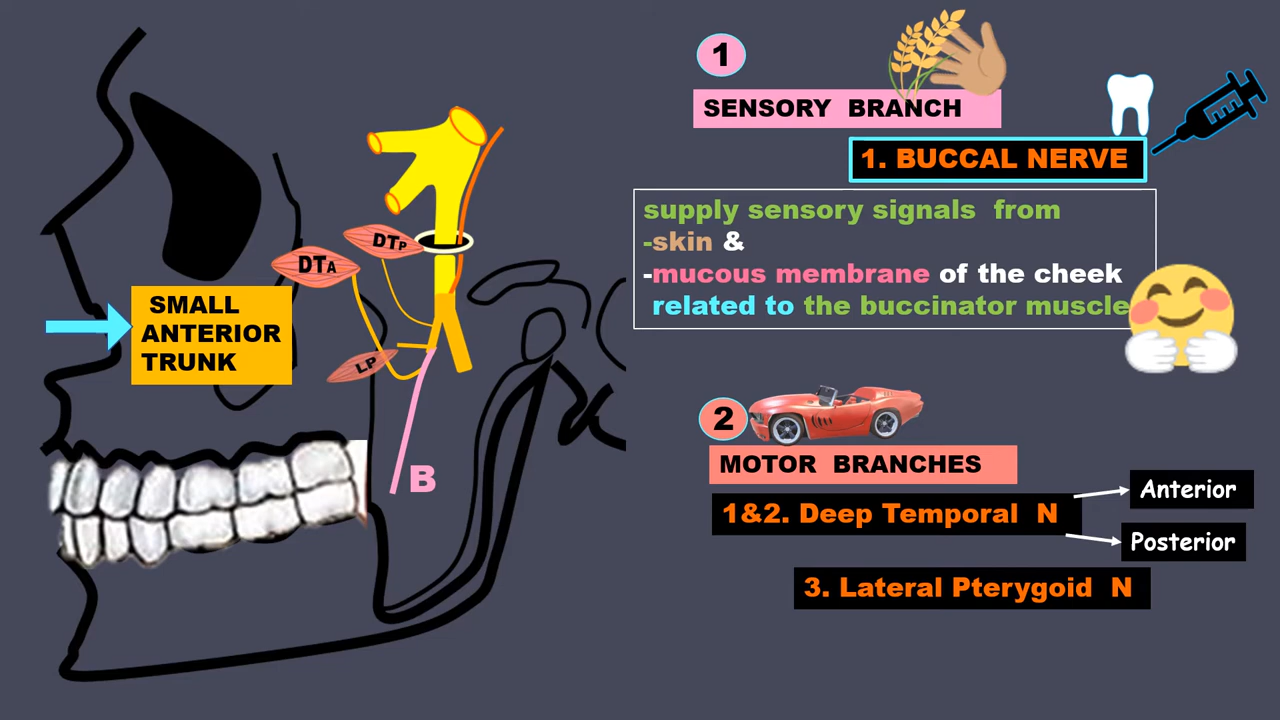 SMALL
ANTERIOR
TRUNK
DTA
DTP
LP
B
1
SENSORY BRANCH
1. BUCCAL NERVE
supply sensory signals from
-skin &
-mucous membrane of the cheek
related to the buccinator muscle
2
MOTOR BRANCHES
1&2. Deep Temporal N
Anterior
Posterior
3. Lateral Pterygoid N